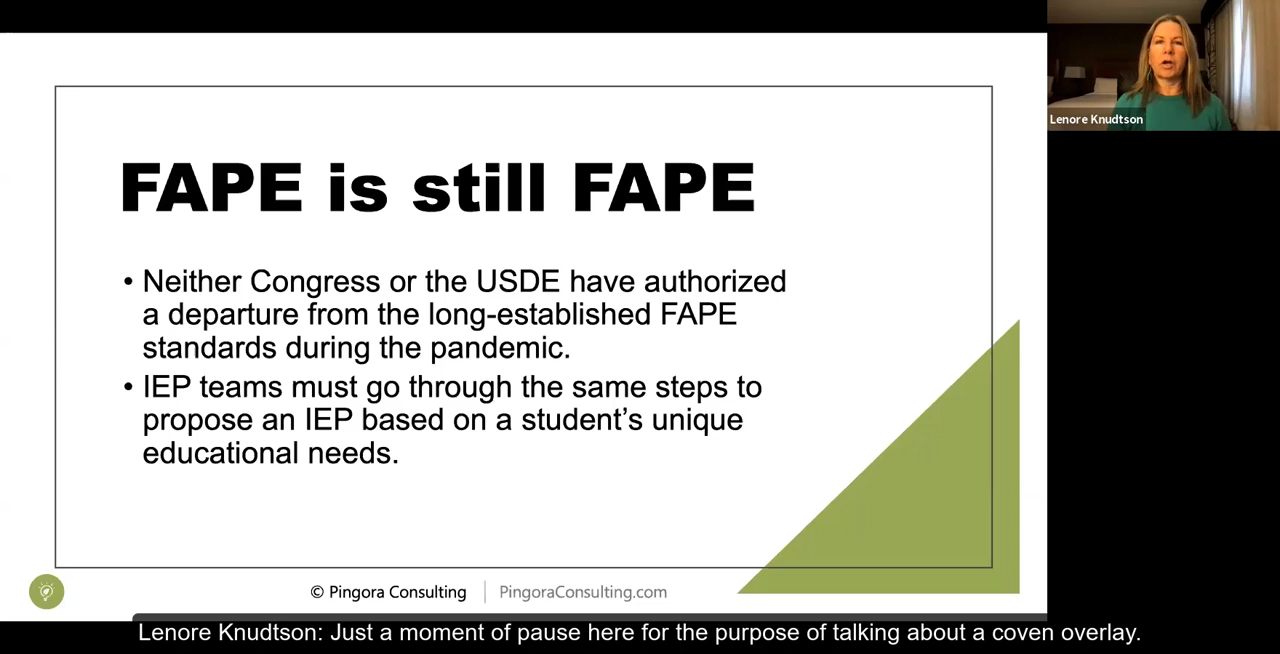 FAPE is still FAPE
• Neither Congress or the USDE have authorized
a departure from the long-established FAPE
standards during the pandemic.
• IEP teams must go through the same steps to
propose an IEP based on a student’s unique
educational needs.
© Pingora Consulting
PingoraConsulting.com
Lenore Knudtson
Lenore Knudtson: Just a moment of pause here for the purpose of talking about a coven overlay.